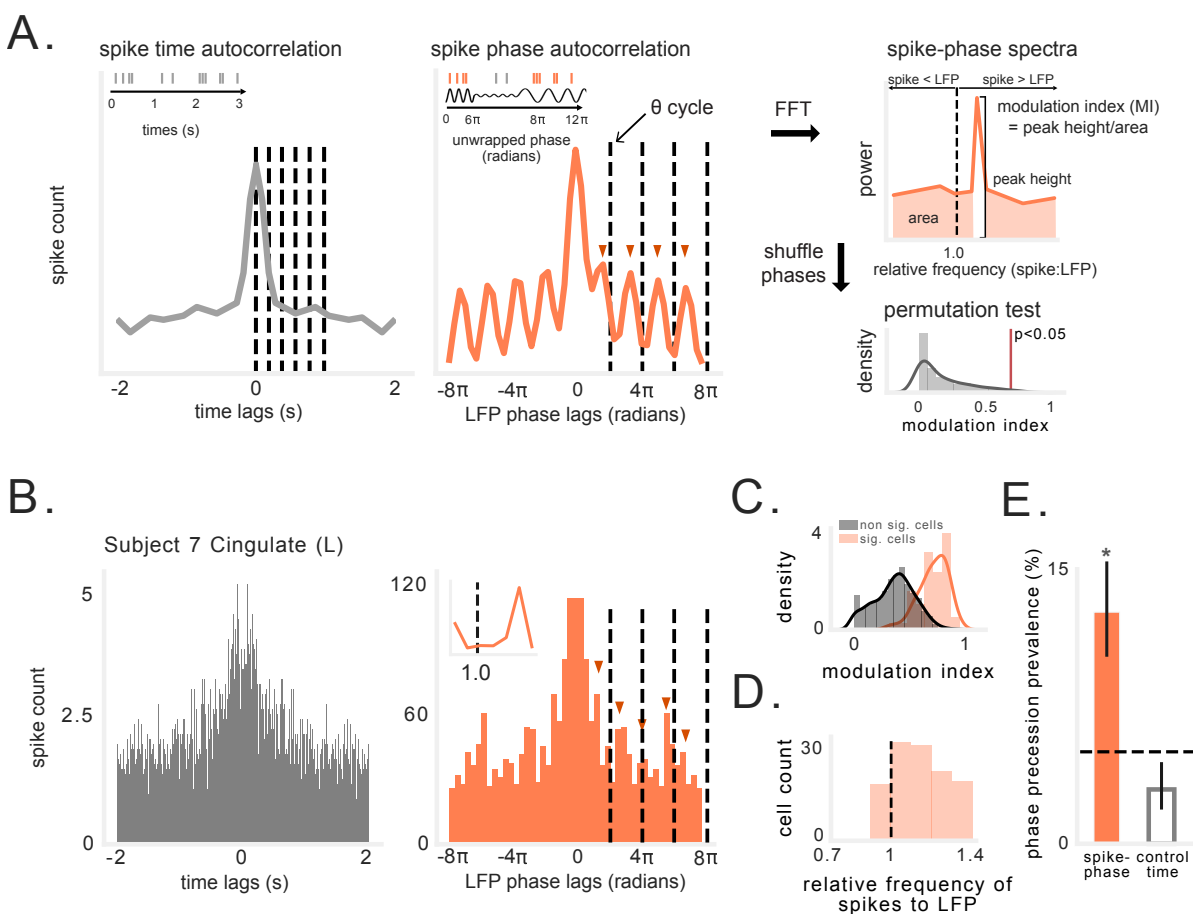 A.
spike time autocorrelation
0 1 2 3
times (s)
spike count
-2 0 2
time lags (s)
spike phase autocorrelation
0 6π 8π 12π
unwrapped phase
(radians)
θ cycle
-8π -4π 0 4π 8π
LFP phase lags (radians)
FFT
shuffle
phases
spike-phase spectra
spike < LFP spike > LFP
modulation index (MI)
= peak height/area
peak height
area
power
1.0
relative frequency (spike:LFP)
permutation test
p<0.05
density
0 0.5 1
modulation index
B.
Subject 7 Cingulate (L)
5
2.5
0
spike count
-2 0 2
time lags (s)
120
60
0
1.0
-8π -4π 0 4π 8π
LFP phase lags (radians)
C.
4
0
density
non sig. cells
sig. cells
0 1
modulation index
D.
30
0
cell count
0.7 1 1.4
relative frequency of
spikes to LFP
E.
phase precession prevalence (%)
15
0
*
spike-
phase
control
time